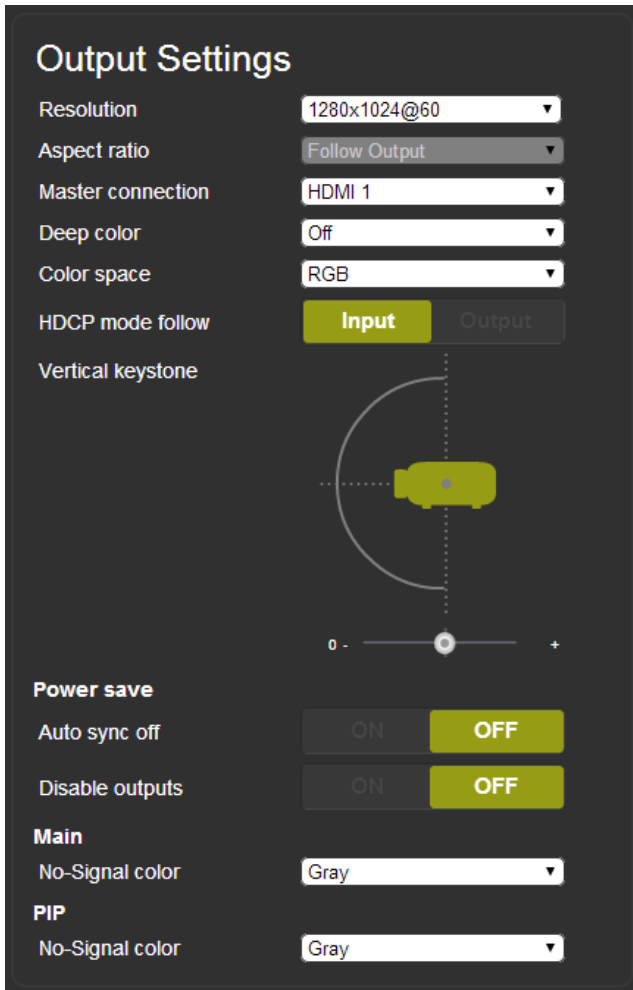 Output Settings
Resolution 1280x1024@60
Aspect ratio Follow Output
Master connection HDMI 1
Deep color Off
Color space RGB
HDCP mode follow Input Output
Vertical keystone
0 - +
Power save
Auto sync off ON OFF
Disable outputs ON OFF
Main
No-Signal color Gray
PIP
No-Signal color Gray